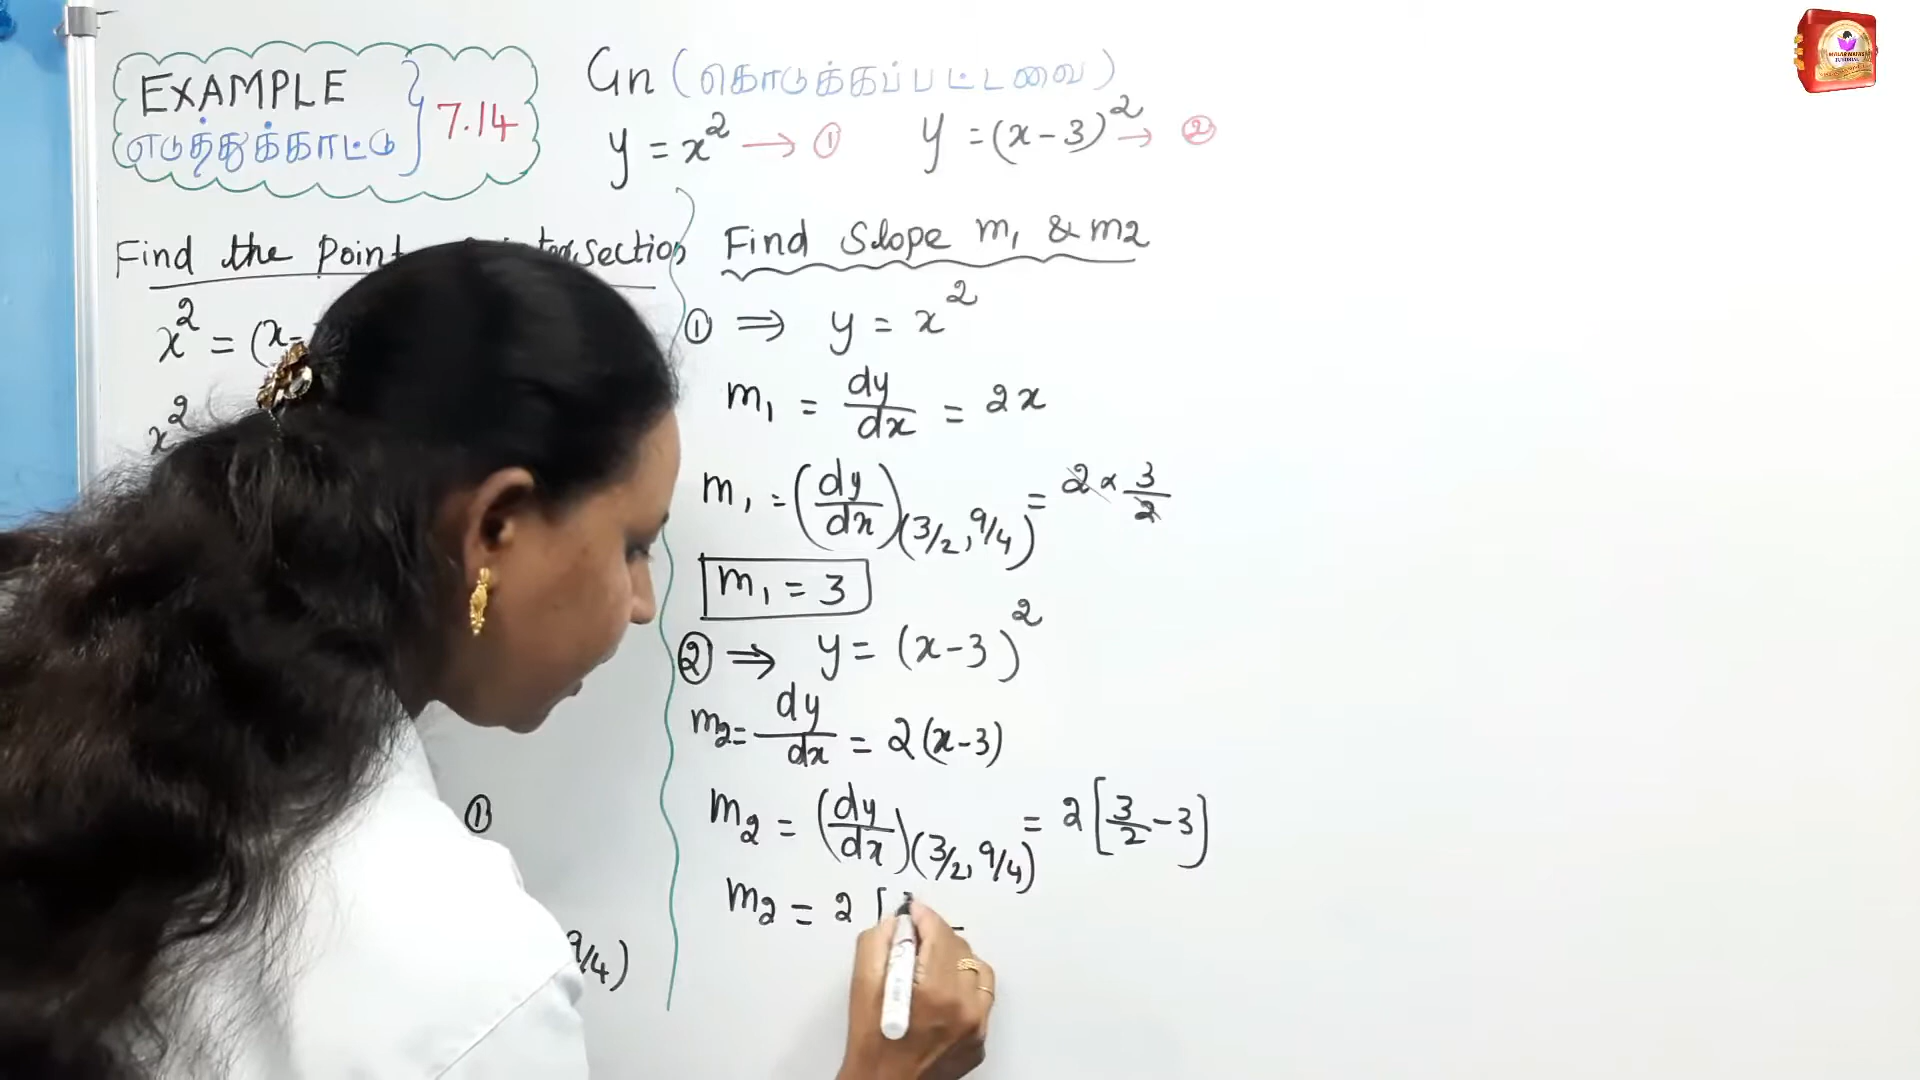 EXAMPLE
எடுத்துக்காட்டு
7.14
Gn (கொடுக்கப்பட்டவை)
y = x² → ① y = (x-3)² → ②
Find the Point
Find Slope m₁ & m₂
x² = (x-
x²
①
9/4)
① ⇒ y = x²
m₁ = dy/dx = 2x
m₁ = (dy/dx)(3/2, 9/4) = 2 × 3/2
m₁ = 3
② ⇒ y = (x-3)²
m₂ = dy/dx = 2(x-3)
m₂ = (dy/dx)(3/2, 9/4) = 2[3/2 - 3]
m₂ = 2 [